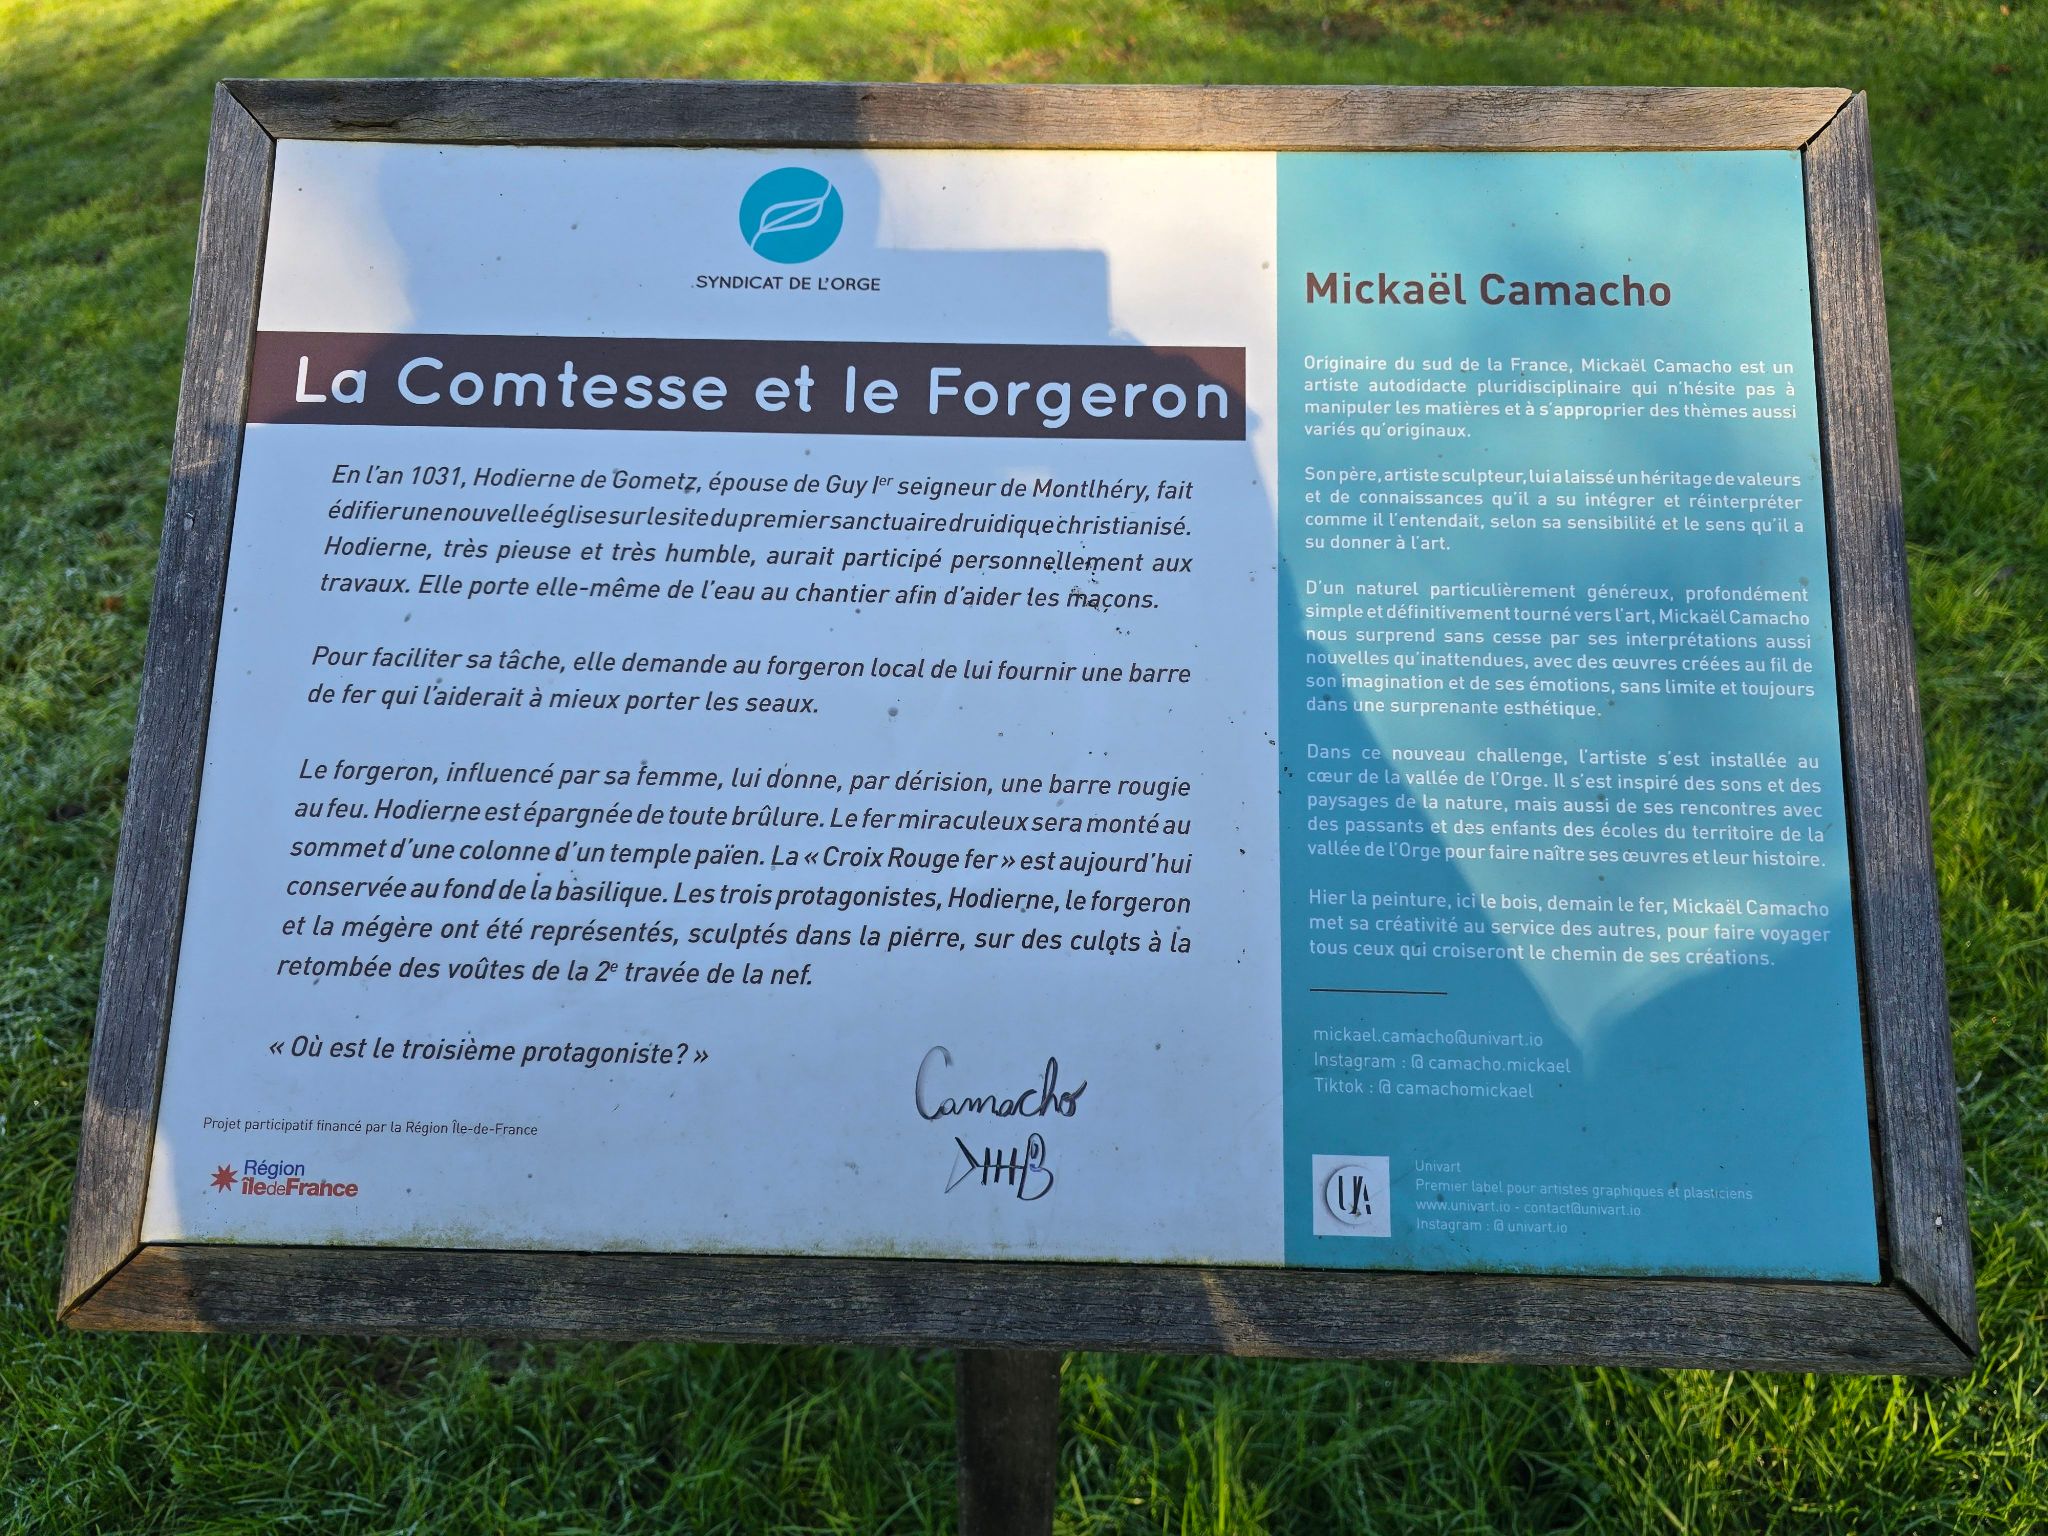 SYNDICAT DE L'ORGE
La Comtesse et le Forgeron
En l'an 1031, Hodierne de Gometz, épouse de Guy Ier seigneur de Montlhéry, fait
édifier une nouvelle église sur le site du premier sanctuaire druidique christianisé.
Hodierne, très pieuse et très humble, aurait participé personnellement aux
travaux. Elle porte elle-même de l'eau au chantier afin d'aider les maçons.
Pour faciliter sa tâche, elle demande au forgeron local de lui fournir une barre
de fer qui l'aiderait à mieux porter les seaux.
Le forgeron, influencé par sa femme, lui donne, par dérision, une barre rougie
au feu. Hodierne est épargnée de toute brûlure. Le fer miraculeux sera monté au
sommet d'une colonne d'un temple païen. La « Croix Rouge fer » est aujourd'hui
conservée au fond de la basilique. Les trois protagonistes, Hodierne, le forgeron
et la mégère ont été représentés, sculptés dans la pierre, sur des culots à la
retombée des voûtes de la 2e travée de la nef.
« Où est le troisième protagoniste? »
Camacho
Projet participatif financé par la Région Île-de-France
Région
îledeFrance
Mickaël Camacho
Originaire du sud de la France, Mickaël Camacho est un
artiste autodidacte pluridisciplinaire qui n'hésite pas à
manipuler les matières et à s'approprier des thèmes aussi
variés qu'originaux.
Son père, artiste sculpteur, lui a laissé un héritage de valeurs
et de connaissances qu'il a su intégrer et réinterpréter
comme il l'entendait, selon sa sensibilité et le sens qu'il a
su donner à l'art.
D'un naturel particulièrement généreux, profondément
simple et définitivement tourné vers l'art, Mickaël Camacho
nous surprend sans cesse par ses interprétations aussi
nouvelles qu'inattendues, avec des œuvres créées au fil de
son imagination et de ses émotions, sans limite et toujours
dans une surprenante esthétique.
Dans ce nouveau challenge, l'artiste s'est installée au
cœur de la vallée de l'Orge. Il s'est inspiré des sons et des
paysages de la nature, mais aussi de ses rencontres avec
des passants et des enfants des écoles du territoire de la
vallée de l'Orge pour faire naître ses œuvres et leur histoire.
Hier la peinture, ici le bois, demain le fer, Mickaël Camacho
met sa créativité au service des autres, pour faire voyager
tous ceux qui croiseront le chemin de ses créations.
mickael.camacho@univart.io
Instagram : @ camacho.mickael
Tiktok : @ camachomickael
UA
Univart
Premier label pour artistes graphiques et plasticiens
www.univart.io - contact@univart.io
Instagram : @ univart.io